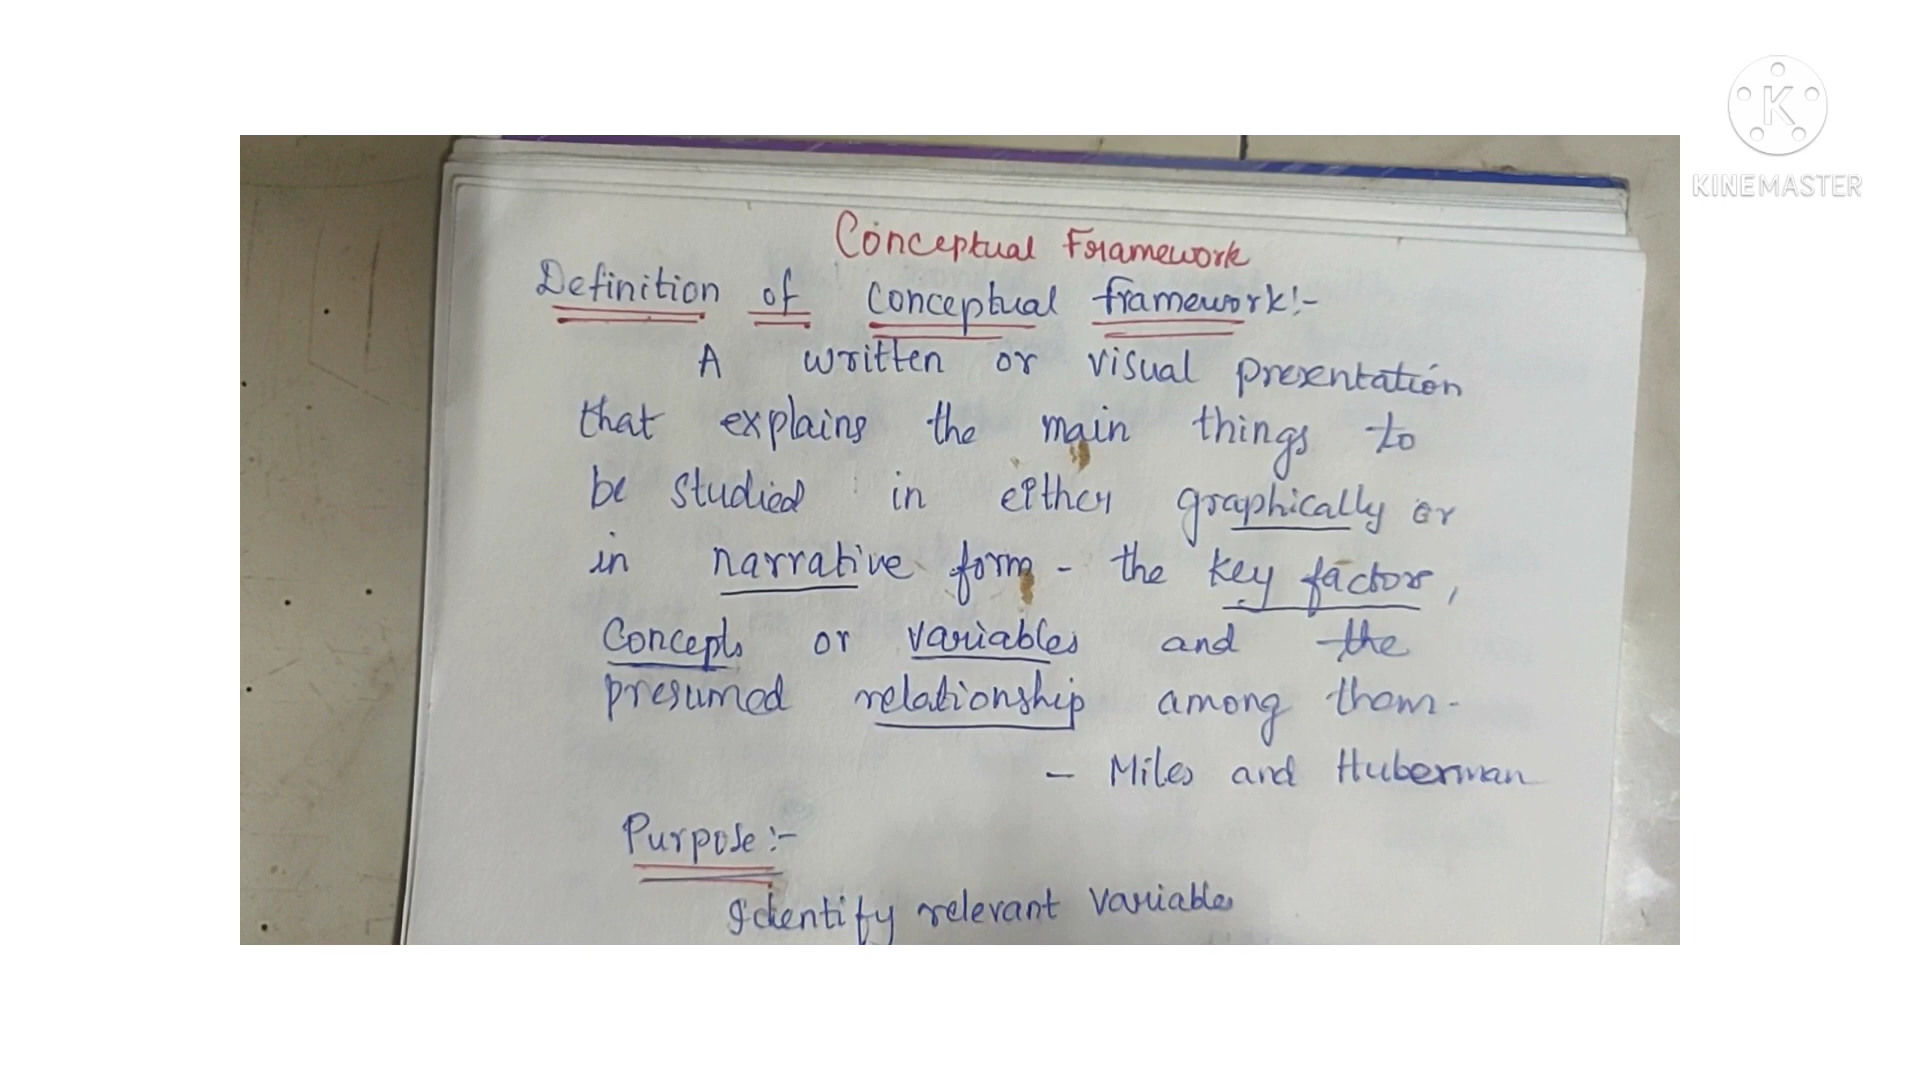 K
KINEMASTER
Conceptual Framework
Definition of conceptual framework:-
A written or visual presentation
that explains the main things to
be studied in either graphically or
in narrative form - the key factors,
concepts or variables and the
presumed relationship among them.
- Miles and Huberman
Purpose:-
Identify relevant variables